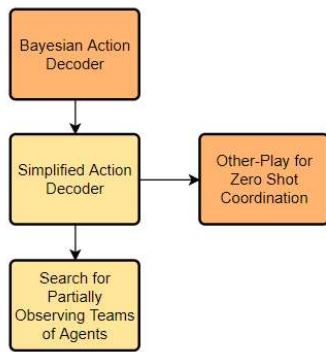 Bayesian Action
Decoder
Simplified Action
Decoder
Other-Play for
Zero Shot
Coordination
Search for
Partially
Observing Teams
of Agents